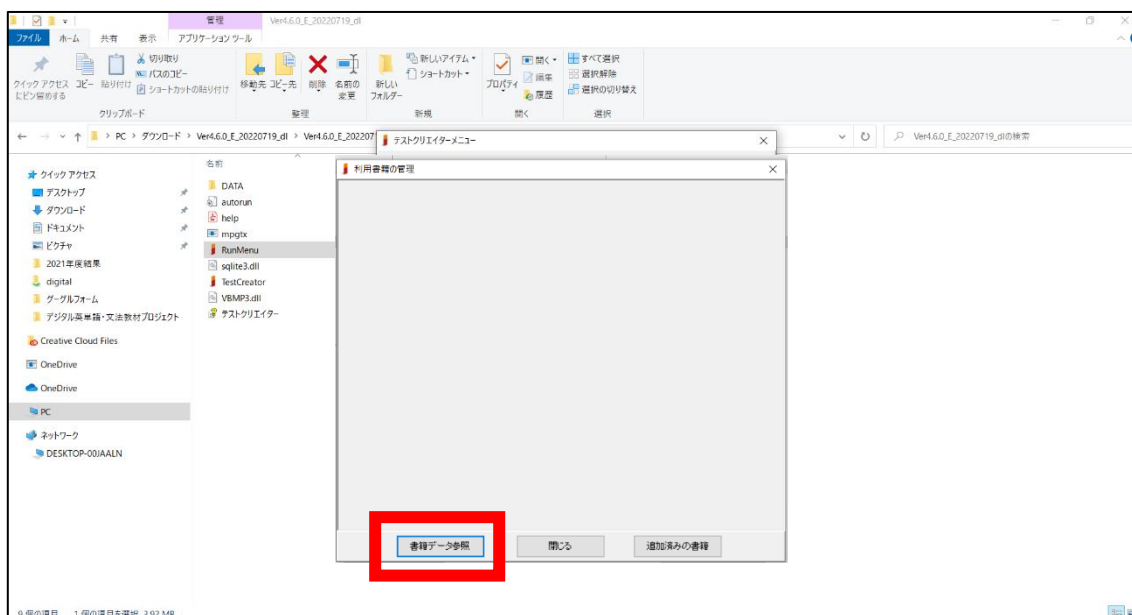 管理
Ver4.6.0_E_20220719_dl
ファイル ホーム 共有 表示 アプリケーション ツール
クイック アクセス
にピン留めする
コピー
貼り付け
切り取り
パスのコピー
ショートカットの貼り付け
移動先
コピー先
削除
名前の
変更
新しい
フォルダー
新しいアイテム
ショートカット
プロパティ
開く
編集
履歴
すべて選択
選択解除
選択の切り替え
クリップボード 整理 新規 開く 選択
PC > ダウンロード > Ver4.6.0_E_20220719_dl > Ver4.6.0_E_20220
Ver4.6.0_E_20220719_dlの検索
クイック アクセス
デスクトップ
ダウンロード
ドキュメント
ピクチャ
2021年度結果
digital
グーグルフォーム
デジタル英単語・文法教材プロジェクト
Creative Cloud Files
OneDrive
OneDrive
PC
ネットワーク
DESKTOP-00JAALN
名前
DATA
autorun
help
mpgtx
RunMenu
sqlite3.dll
TestCreator
VBMP3.dll
テストクリエイター
テストクリエイターメニュー
利用書籍の管理
書籍データ参照 閉じる 追加済みの書籍
9 個の項目 1 個の項目を選択 3.92 MB